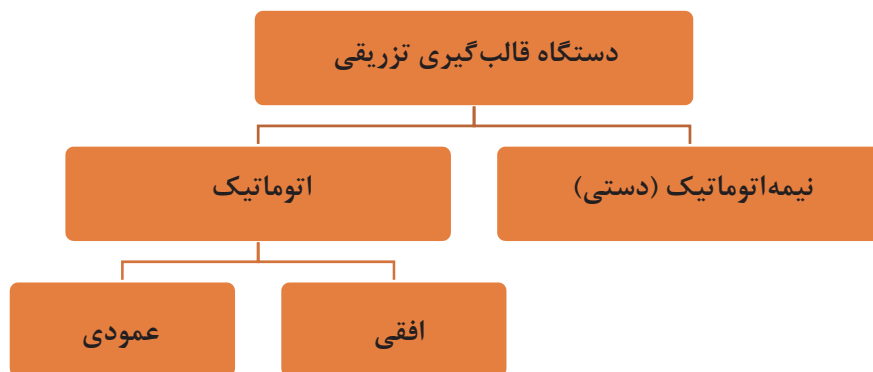 دستگاه قالب‌گیری تزریقی
نیمه‌اتوماتیک (دستی)
اتوماتیک
افقی
عمودی